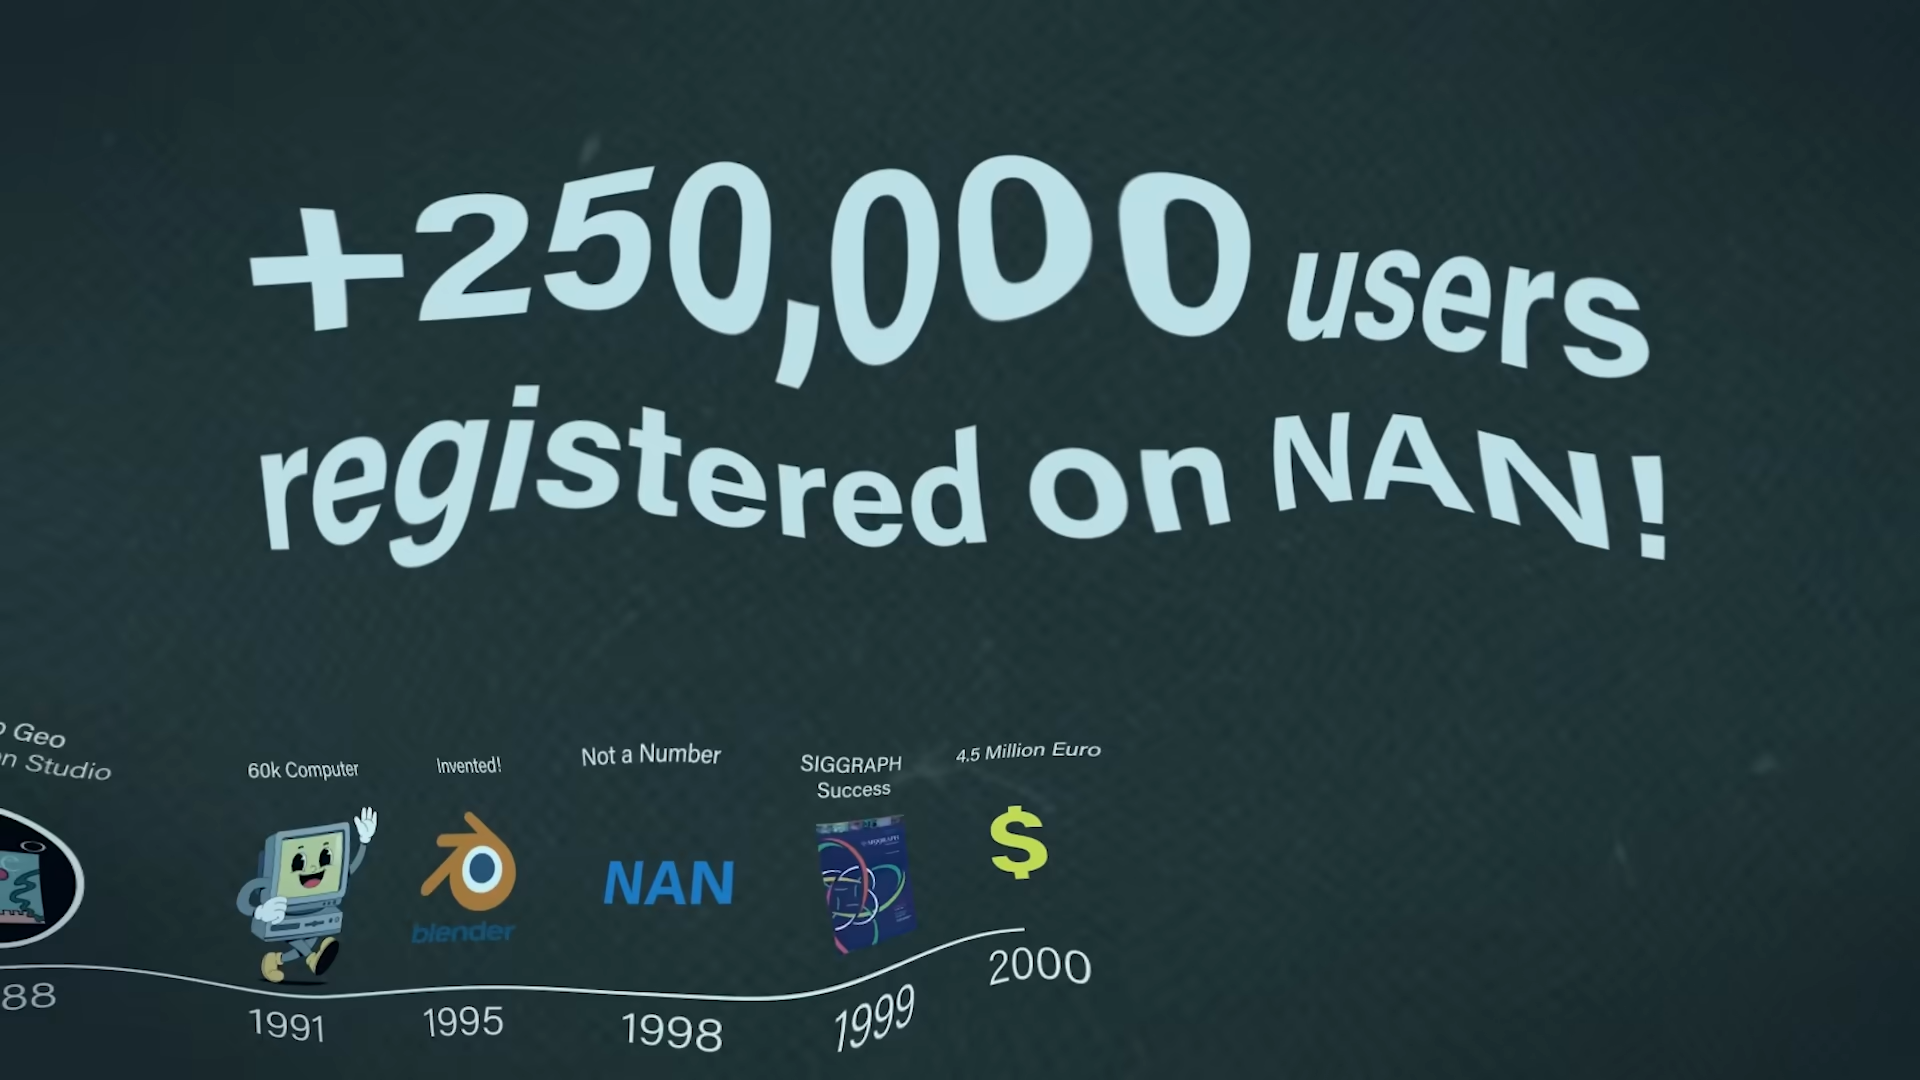 +250,000 users
registered on NAN!
Geo
Studio
60k Computer
Invented!
Not a Number
SIGGRAPH
Success
4.5 Million Euro
blender
NAN
SIGGRAPH
$
88
1991
1995
1998
1999
2000